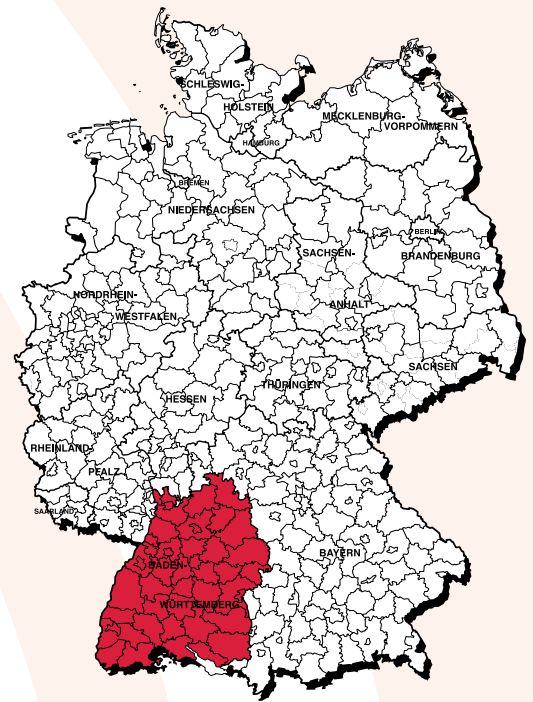 SCHLESWIG-
HOLSTEIN
MECKLENBURG-
VORPOMMERN
HAMBURG
BREMEN
NIEDERSACHSEN
BERLIN
SACHSEN-
BRANDENBURG
NORDRHEIN-
ANHALT
WESTFALEN
SACHSEN
THÜRINGEN
HESSEN
RHEINLAND-
PFALZ
SAARLAND
BAYERN
BADEN-
WÜRTTEMBERG